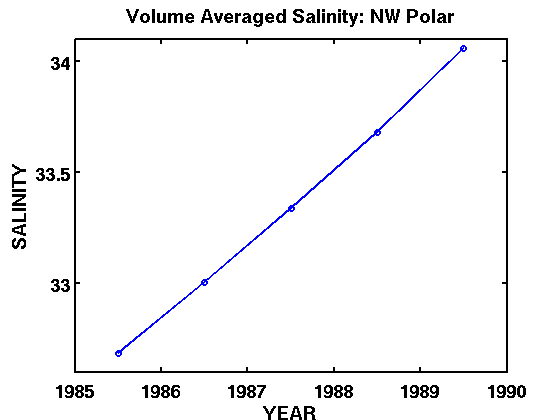 Volume Averaged Salinity: NW Polar
34
33.5
33
SALINITY
1985 1986 1987 1988 1989 1990
YEAR